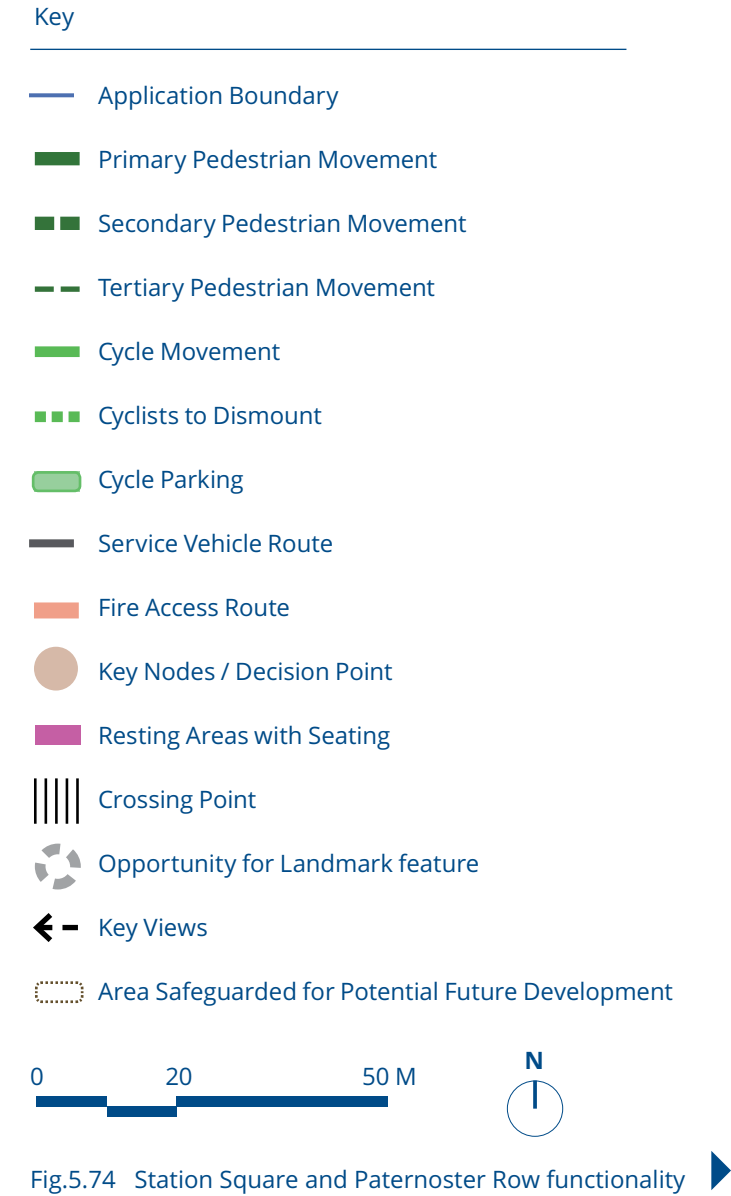 Key
Application Boundary
Primary Pedestrian Movement
Secondary Pedestrian Movement
Tertiary Pedestrian Movement
Cycle Movement
Cyclists to Dismount
Cycle Parking
Service Vehicle Route
Fire Access Route
Key Nodes / Decision Point
Resting Areas with Seating
Crossing Point
Opportunity for Landmark feature
Key Views
Area Safeguarded for Potential Future Development
N
0 20 50 M
Fig.5.74 Station Square and Paternoster Row functionality